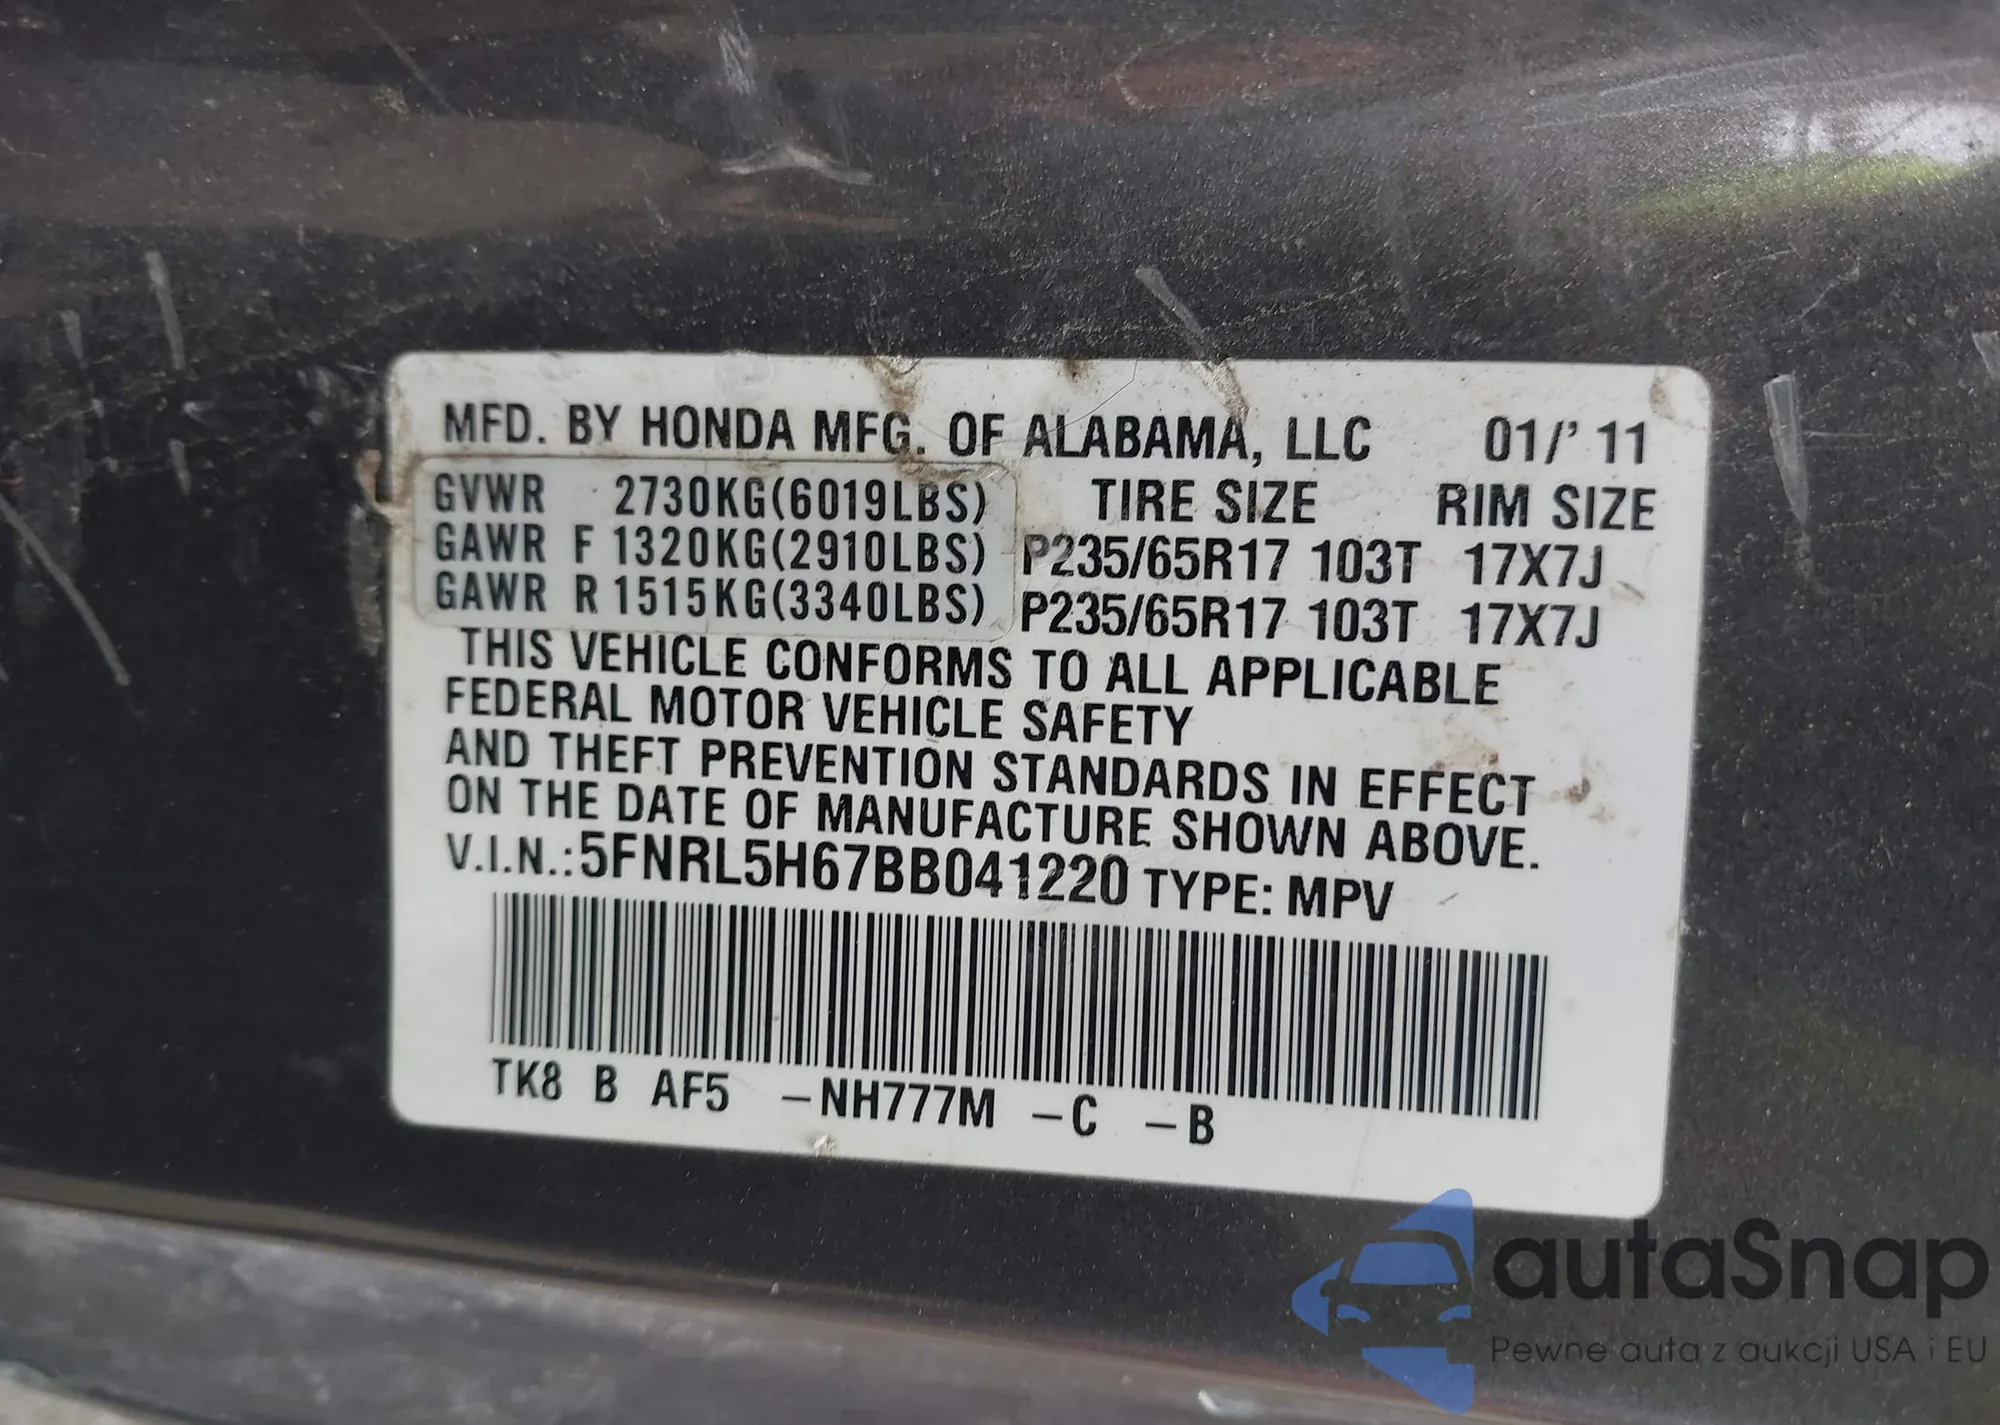 MFD. BY HONDA MFG. OF ALABAMA, LLC 01/' 11
GVWR 2730KG(6019LBS) TIRE SIZE RIM SIZE
GAWR F 1320KG(2910LBS) P235/65R17 103T 17X7J
GAWR R 1515KG(3340LBS) P235/65R17 103T 17X7J
THIS VEHICLE CONFORMS TO ALL APPLICABLE
FEDERAL MOTOR VEHICLE SAFETY
AND THEFT PREVENTION STANDARDS IN EFFECT
ON THE DATE OF MANUFACTURE SHOWN ABOVE.
V.I.N.:5FNRL5H67BB041220 TYPE: MPV
TK8 B AF5 –NH777M –C –B
autaSnap
Pewne auta z aukcji USA i EU